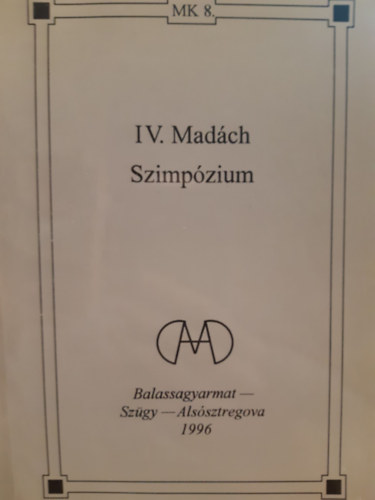 MK 8.
IV. Madách
Szimpózium
Balassagyarmat —
Szügy — Alsósztregova
1996